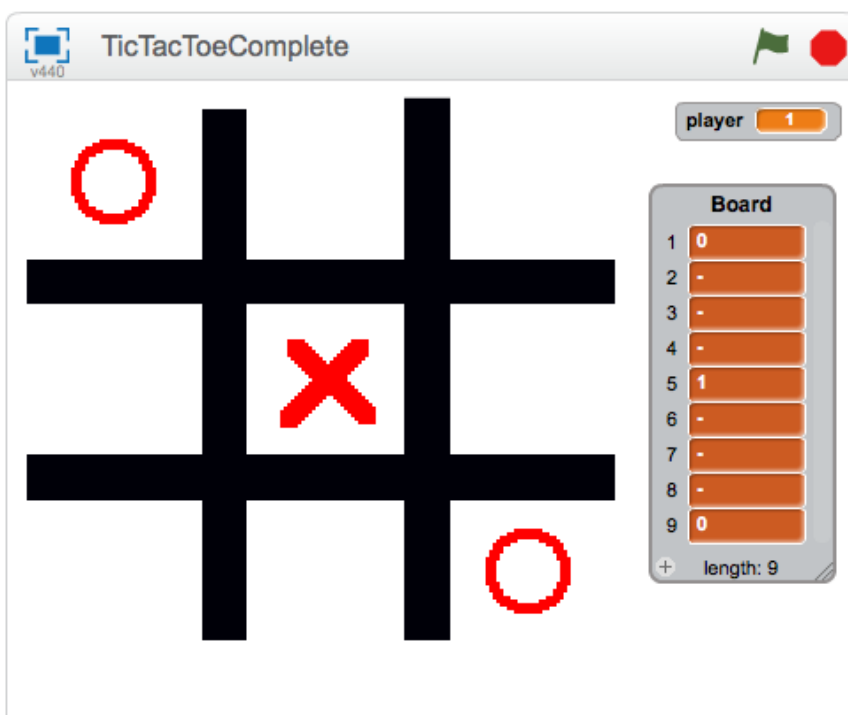 TicTacToeComplete
v440
player 1
Board
1 0
2 -
3 -
4 -
5 1
6 -
7 -
8 -
9 0
+ length: 9